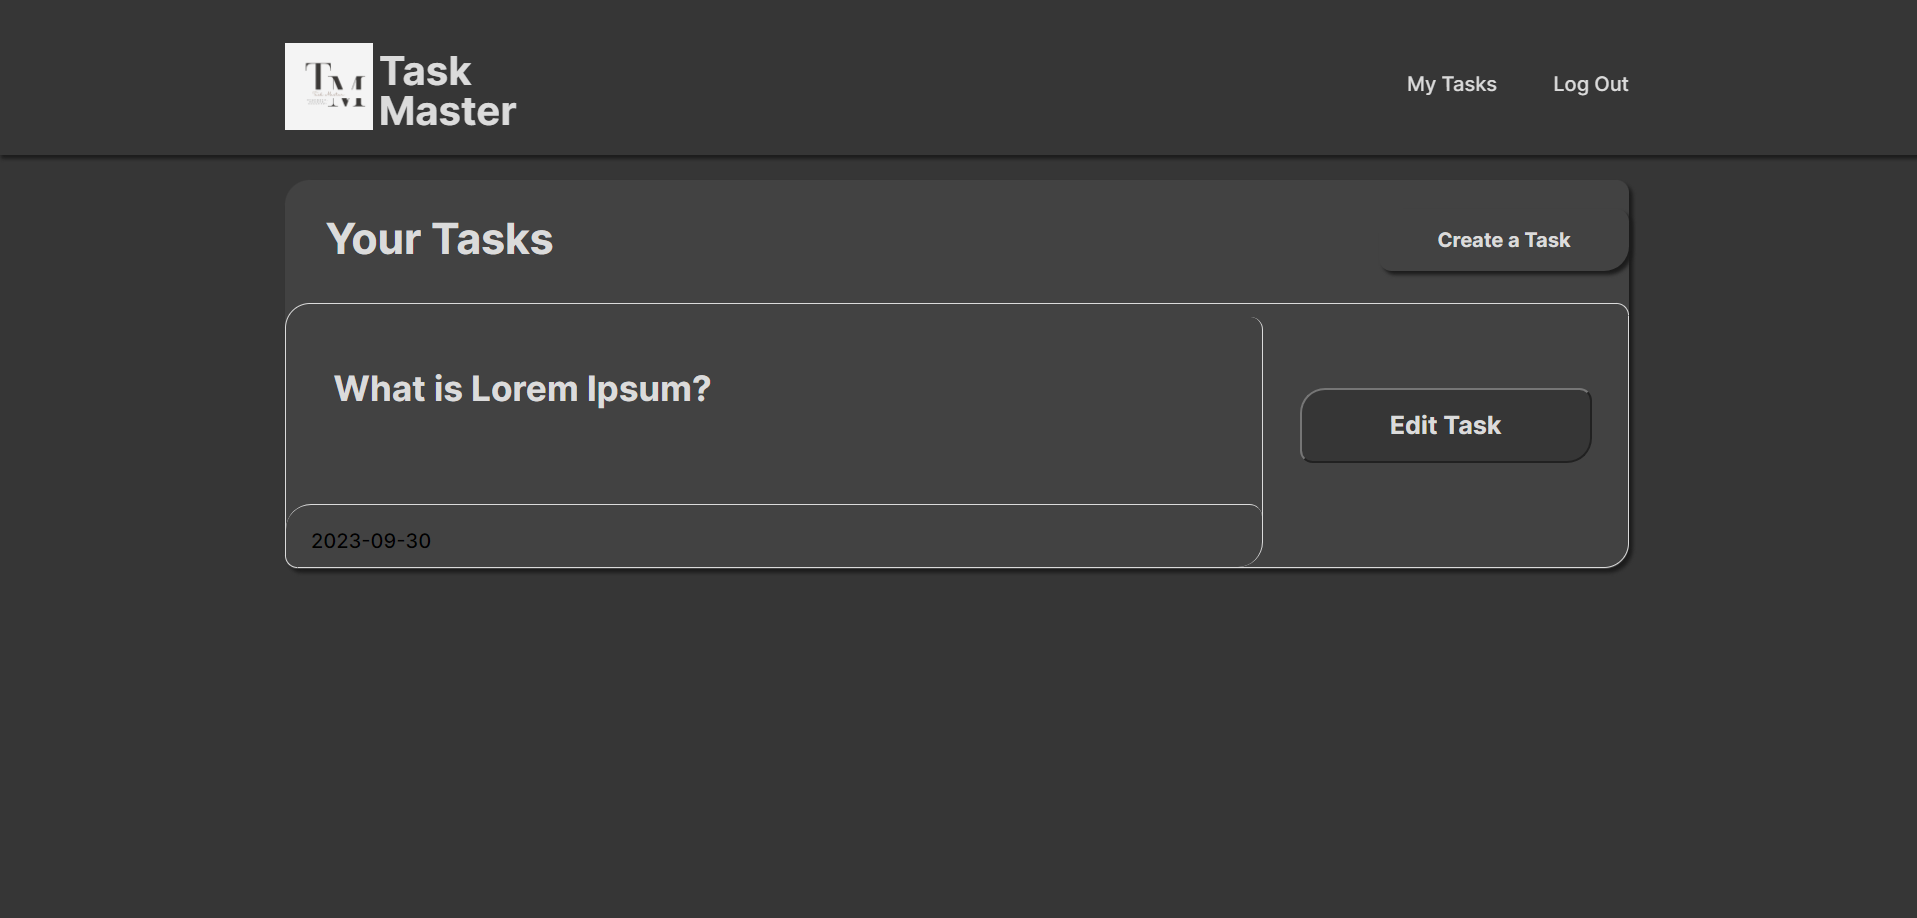 TM
Task
Master
My Tasks
Log Out
Your Tasks
Create a Task
What is Lorem Ipsum?
Edit Task
2023-09-30